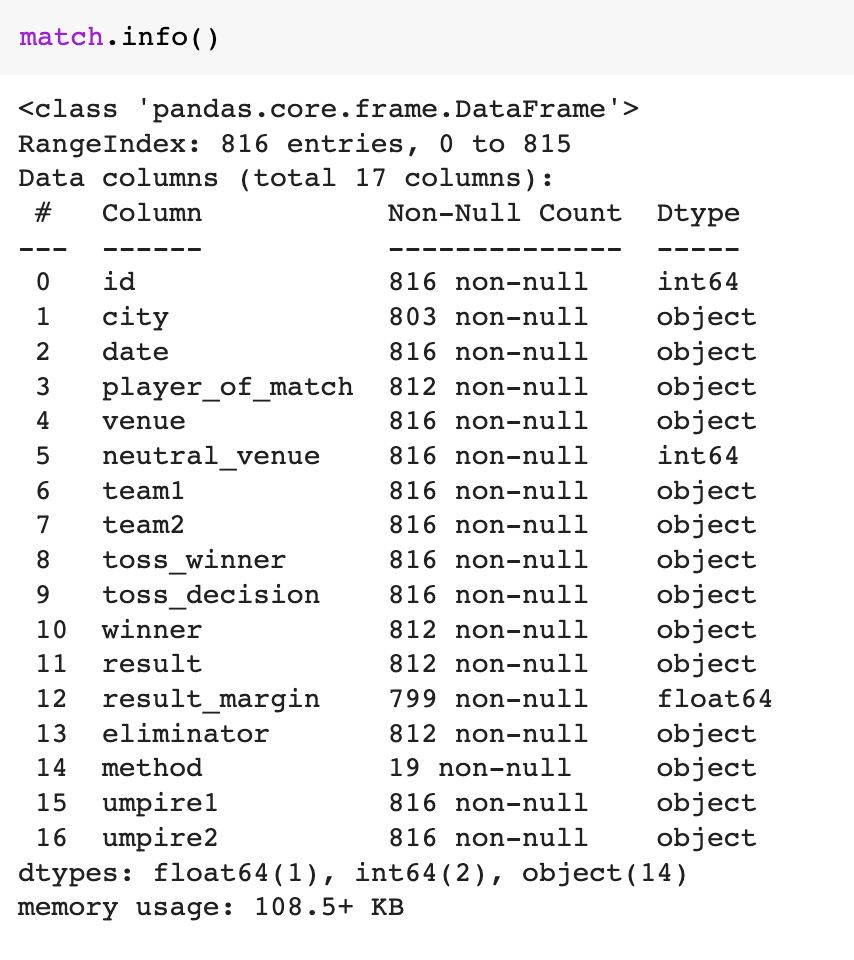 match.info()
<class 'pandas.core.frame.DataFrame'>
RangeIndex: 816 entries, 0 to 815
Data columns (total 17 columns):
 #   Column           Non-Null Count  Dtype
---  ------           --------------  -----
 0   id               816 non-null    int64
 1   city             803 non-null    object
 2   date             816 non-null    object
 3   player_of_match  812 non-null    object
 4   venue            816 non-null    object
 5   neutral_venue    816 non-null    int64
 6   team1            816 non-null    object
 7   team2            816 non-null    object
 8   toss_winner      816 non-null    object
 9   toss_decision    816 non-null    object
 10  winner           812 non-null    object
 11  result           812 non-null    object
 12  result_margin    799 non-null    float64
 13  eliminator       812 non-null    object
 14  method           19 non-null     object
 15  umpire1          816 non-null    object
 16  umpire2          816 non-null    object
dtypes: float64(1), int64(2), object(14)
memory usage: 108.5+ KB